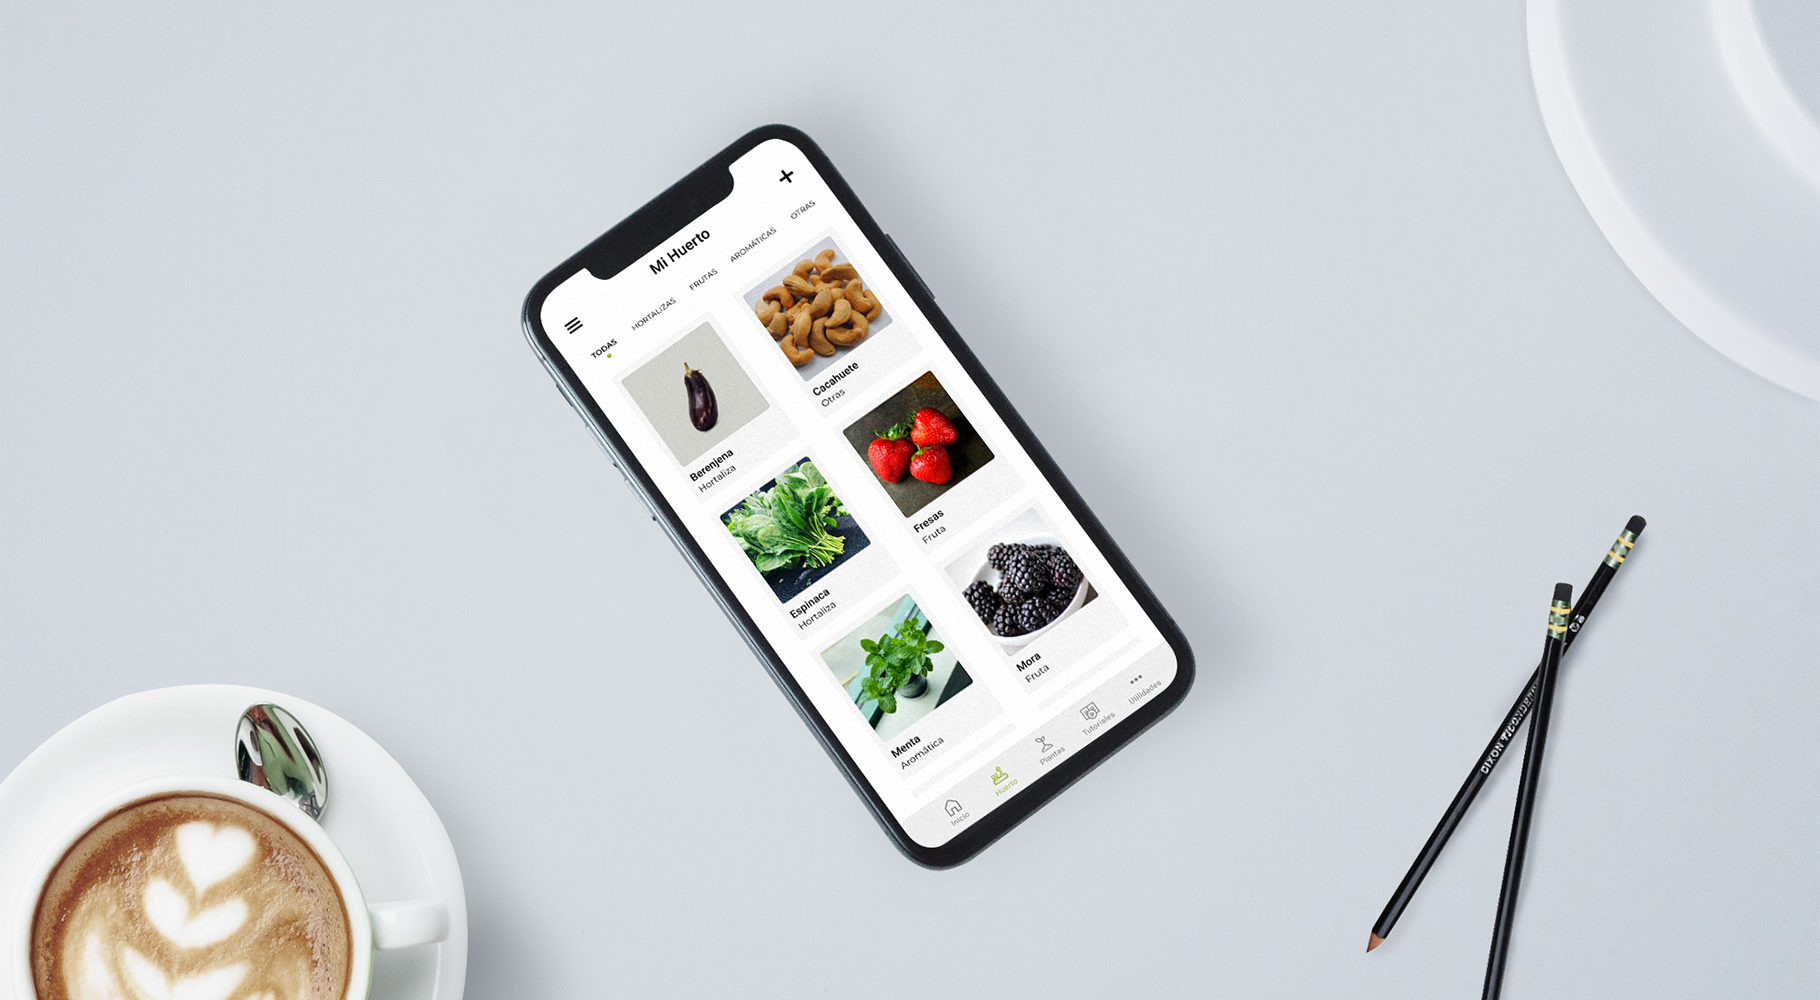 Mi Huerto
TODAS
HORTALIZAS
FRUTAS
AROMÁTICAS
OTRAS
Berenjena
Hortaliza
Cacahuete
Otras
Espinaca
Hortaliza
Fresas
Fruta
Menta
Aromática
Mora
Fruta
Inicio
Huerto
Plantas
Tutoriales
Utilidades
DIXON TICONDEROGA